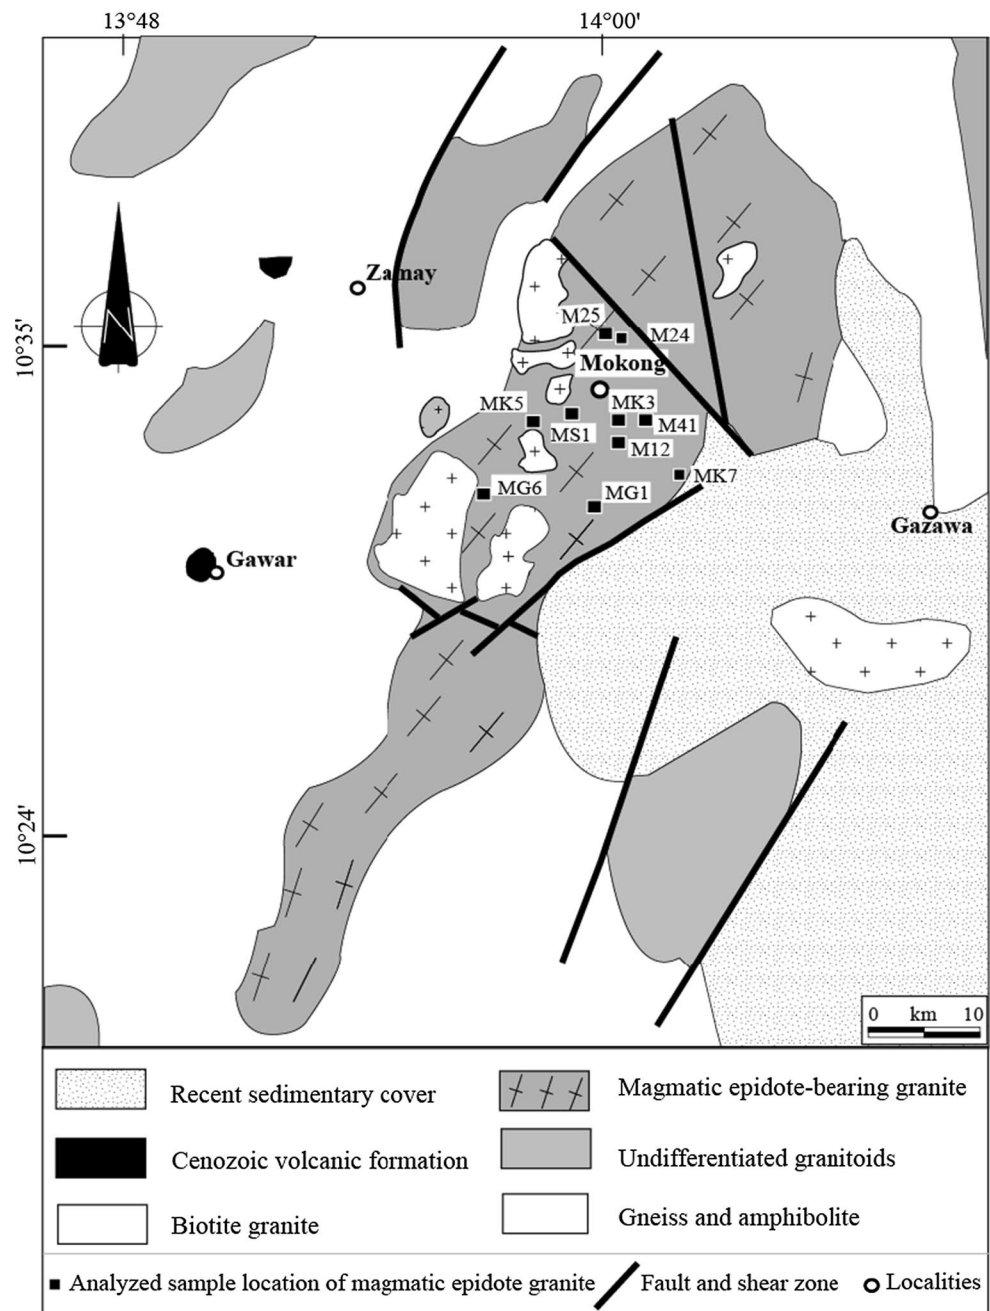 13°48 14°00'
Zamay
10°35'
M25 M24
Mokong
MK5 MK3
MS1 M41
M12
MK7
MG6 MG1
Gazawa
Gawar
10°24'
0 km 10
Recent sedimentary cover
Magmatic epidote-bearing granite
Cenozoic volcanic formation
Undifferentiated granitoids
Biotite granite
Gneiss and amphibolite
Analyzed sample location of magmatic epidote granite Fault and shear zone Localities